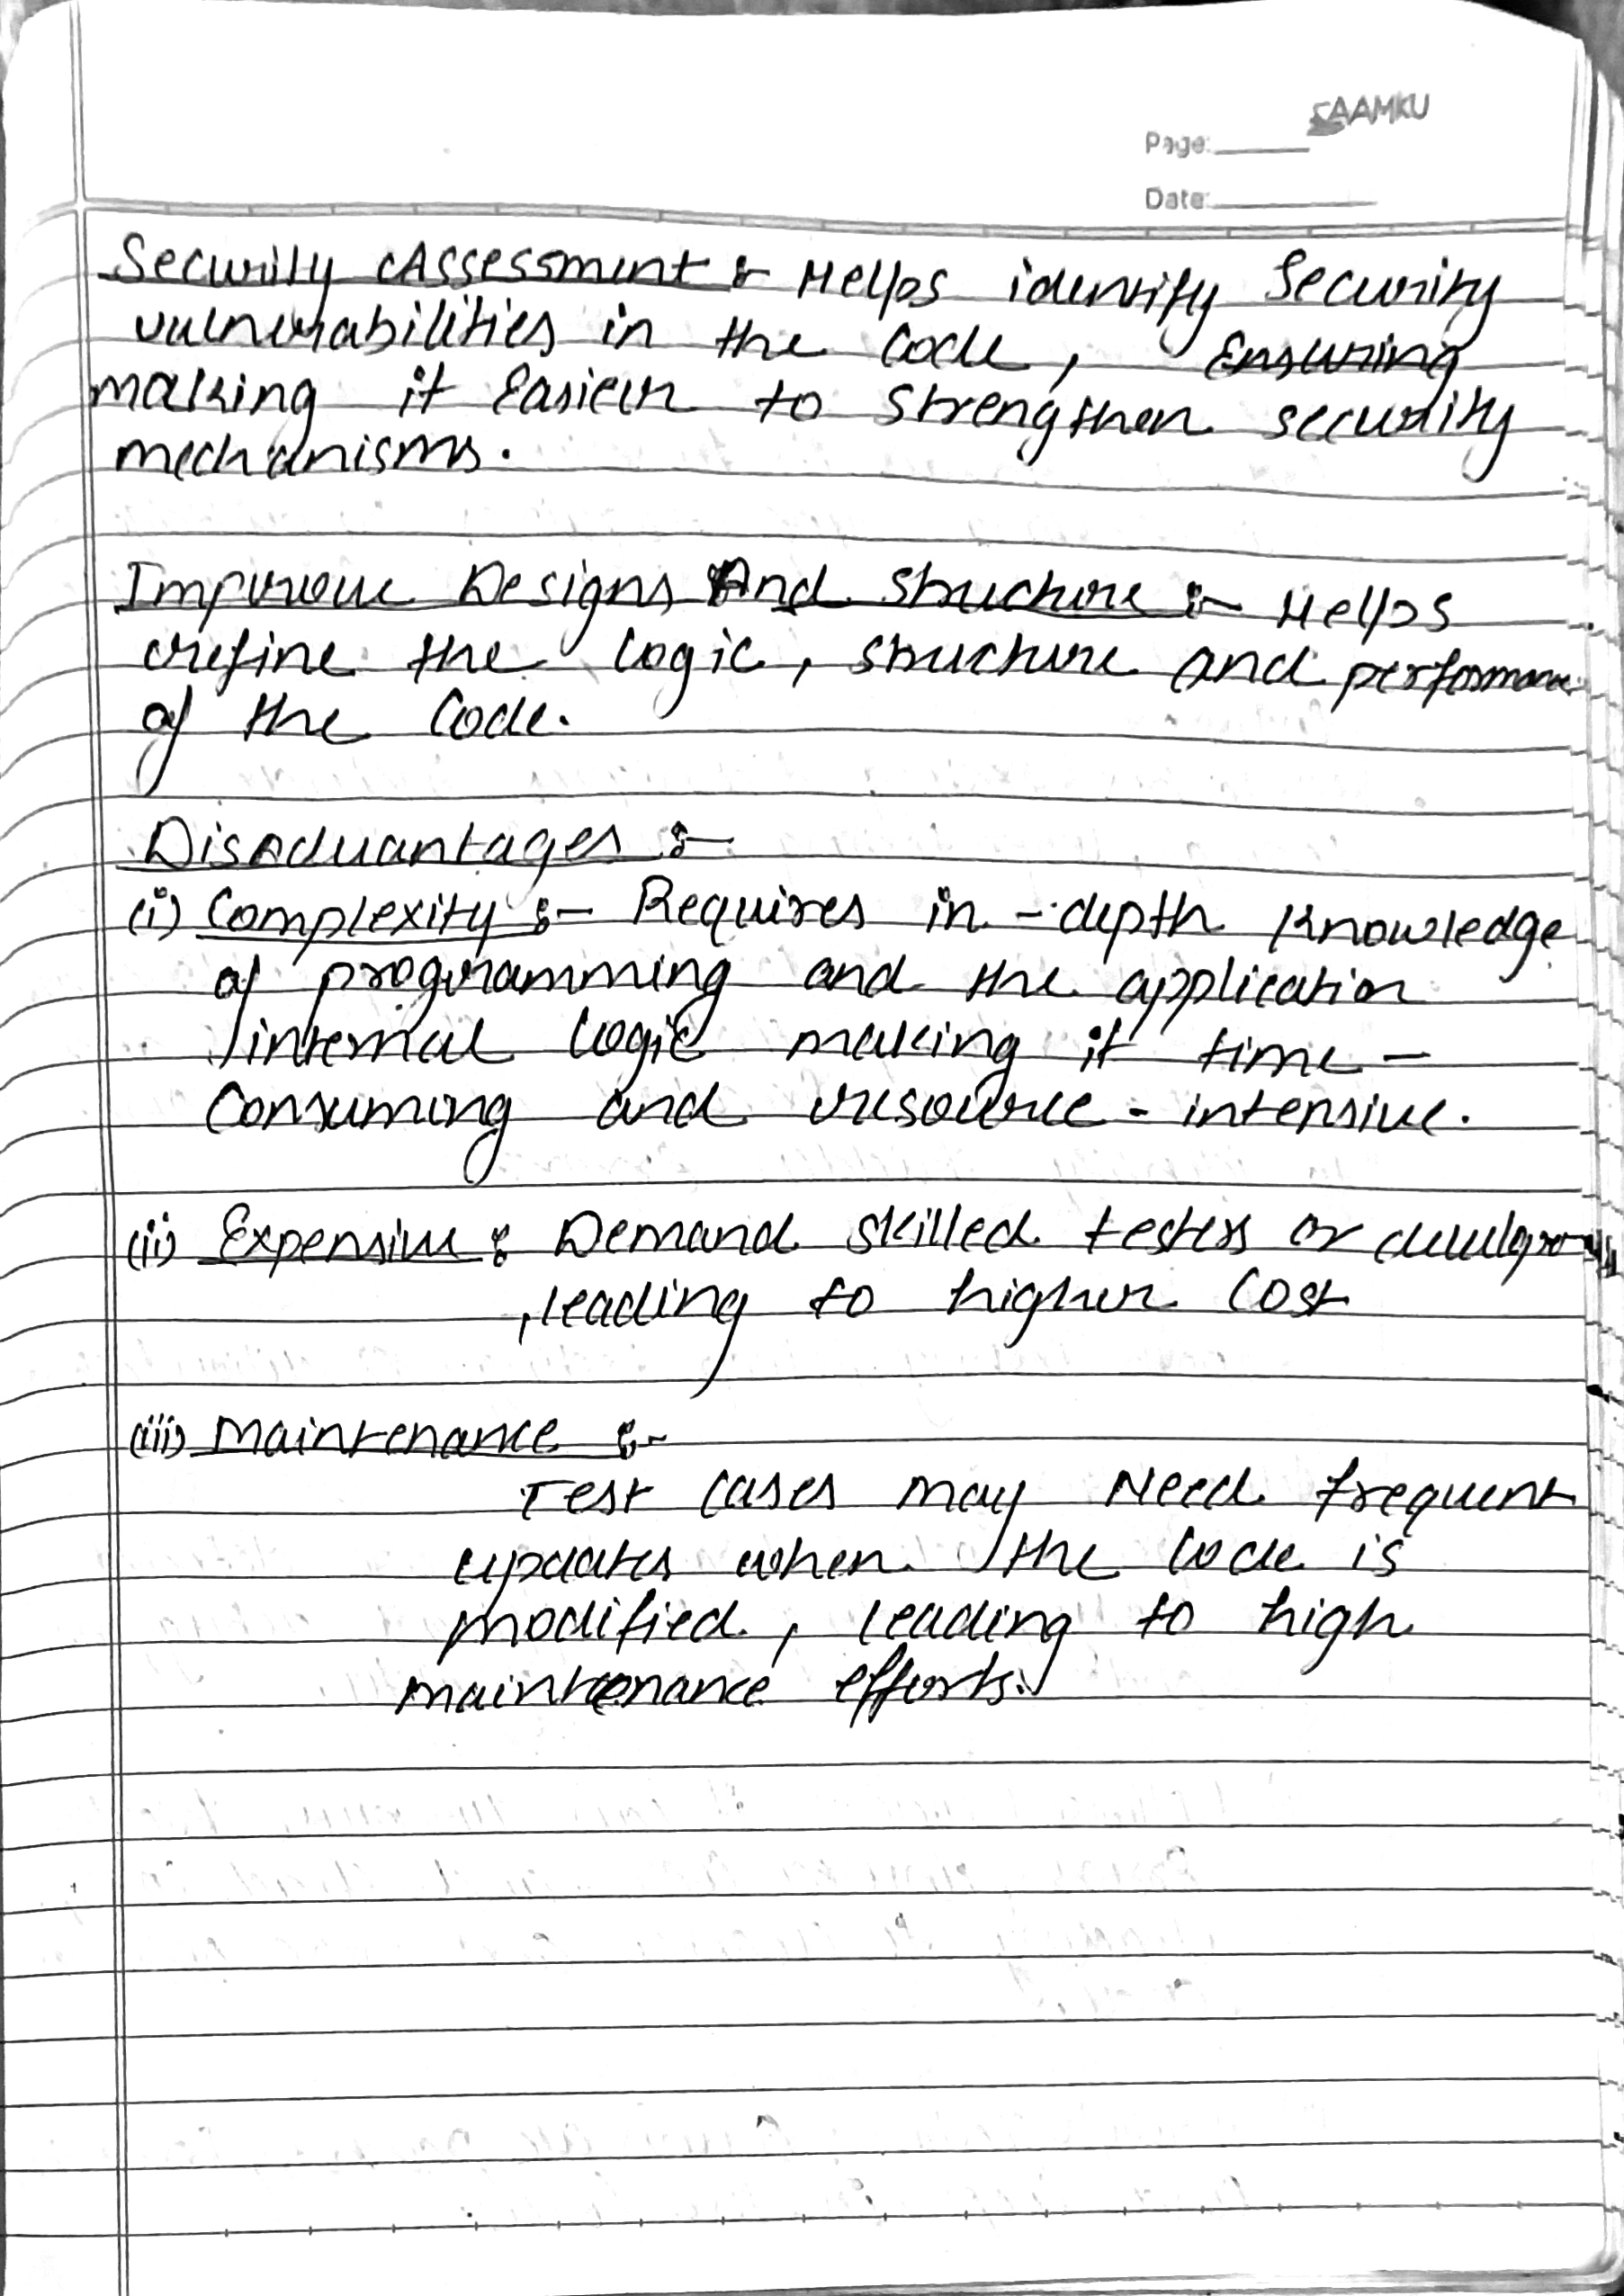 SAAMKU
Page:
Date:
Security Assessment :- Helps identify Security
vulnerabilities in the Code, Ensuring
making it Easier to strengthen security
mechanisms.
Improve Designs And structure :- Helps
refine the logic, structure and performance
of the Code.
Disadvantages :-
(i) Complexity :- Requires in-depth Knowledge
of programming and the application
internal logic making it time-
Consuming and resource-intensive.
(ii) Expensive : Demand skilled testers or
, leading to higher Cost
(iii) Maintenance :-
Test cases may Need frequent
updates when the Code is
modified, leading to high
maintenance efforts.